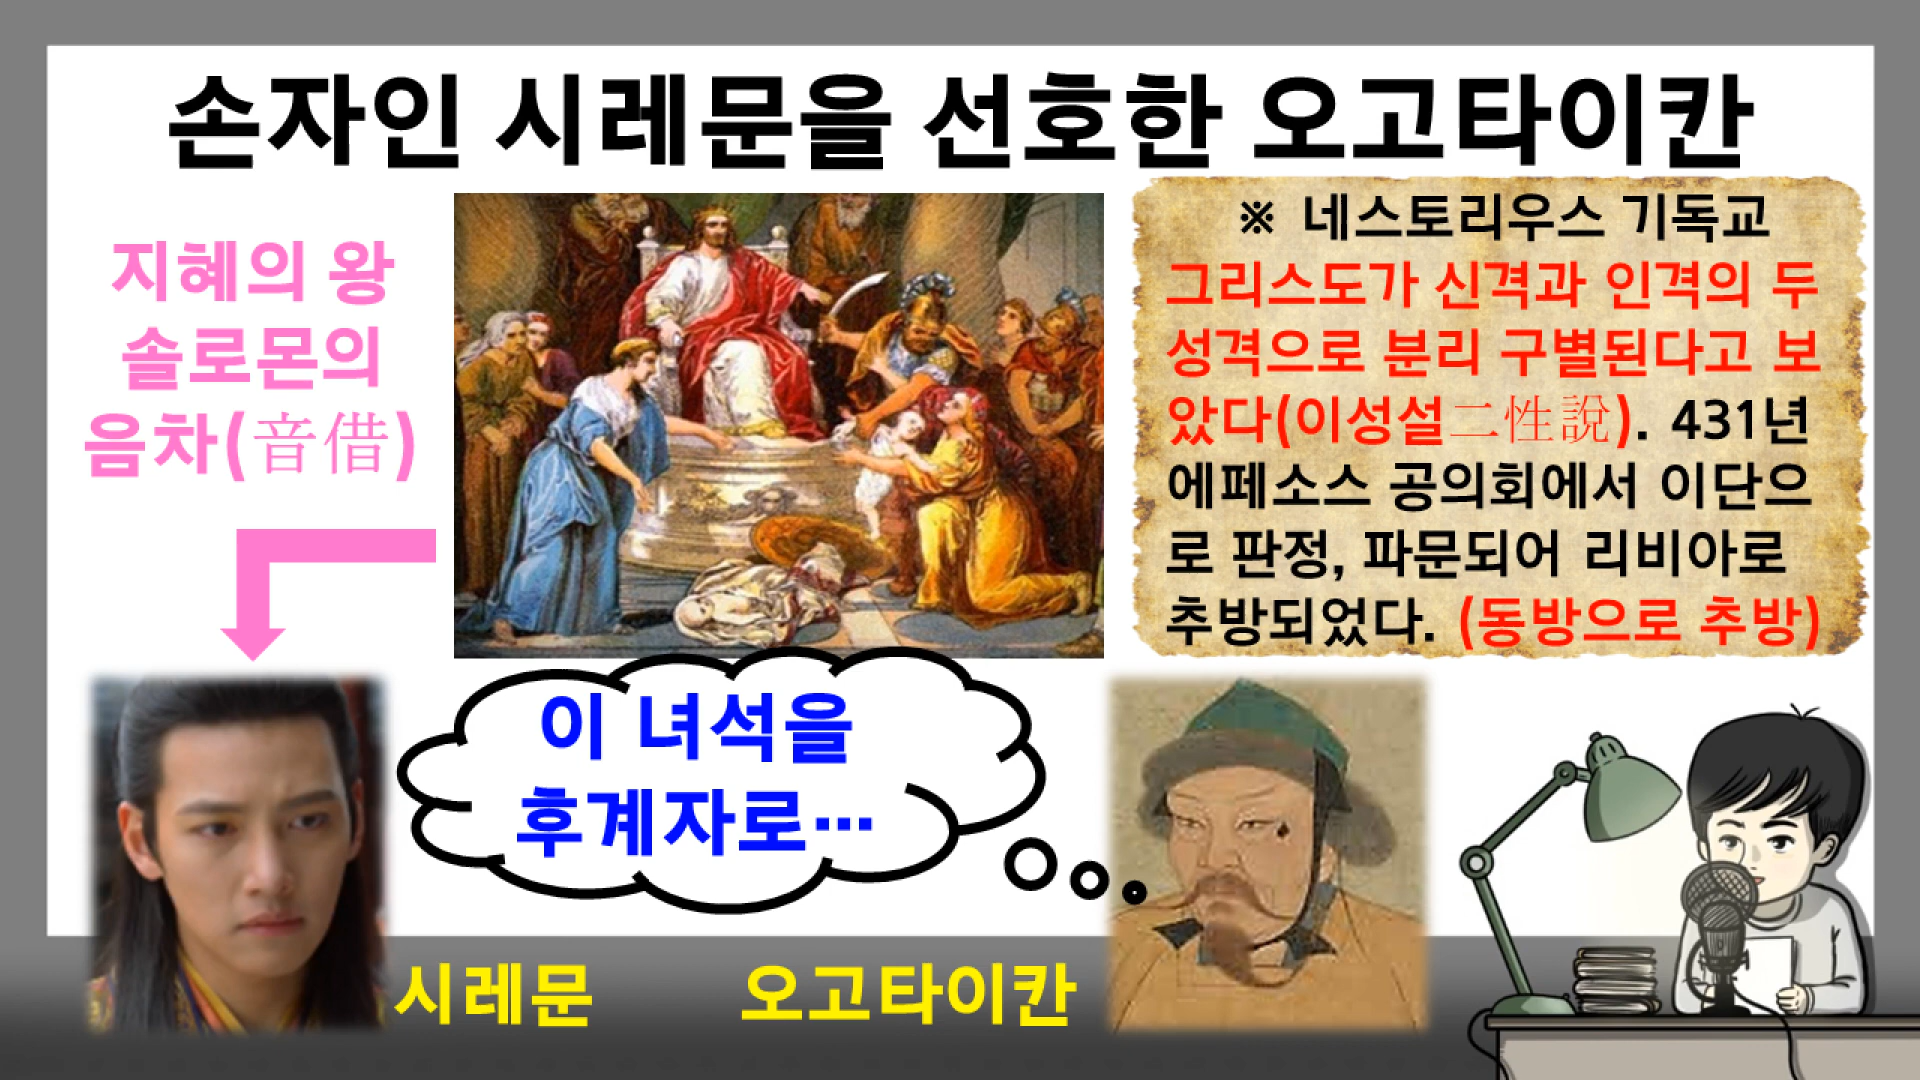 손자인 시레문을 선호한 오고타이칸
지혜의 왕
솔로몬의
음차(音借)
※ 네스토리우스 기독교
그리스도가 신격과 인격의 두
성격으로 분리 구별된다고 보
았다(이성설二性説). 431년
에페소스 공의회에서 이단으
로 판정, 파문되어 리비아로
추방되었다. (동방으로 추방)
이 녀석을
후계자로…
시레문
오고타이칸